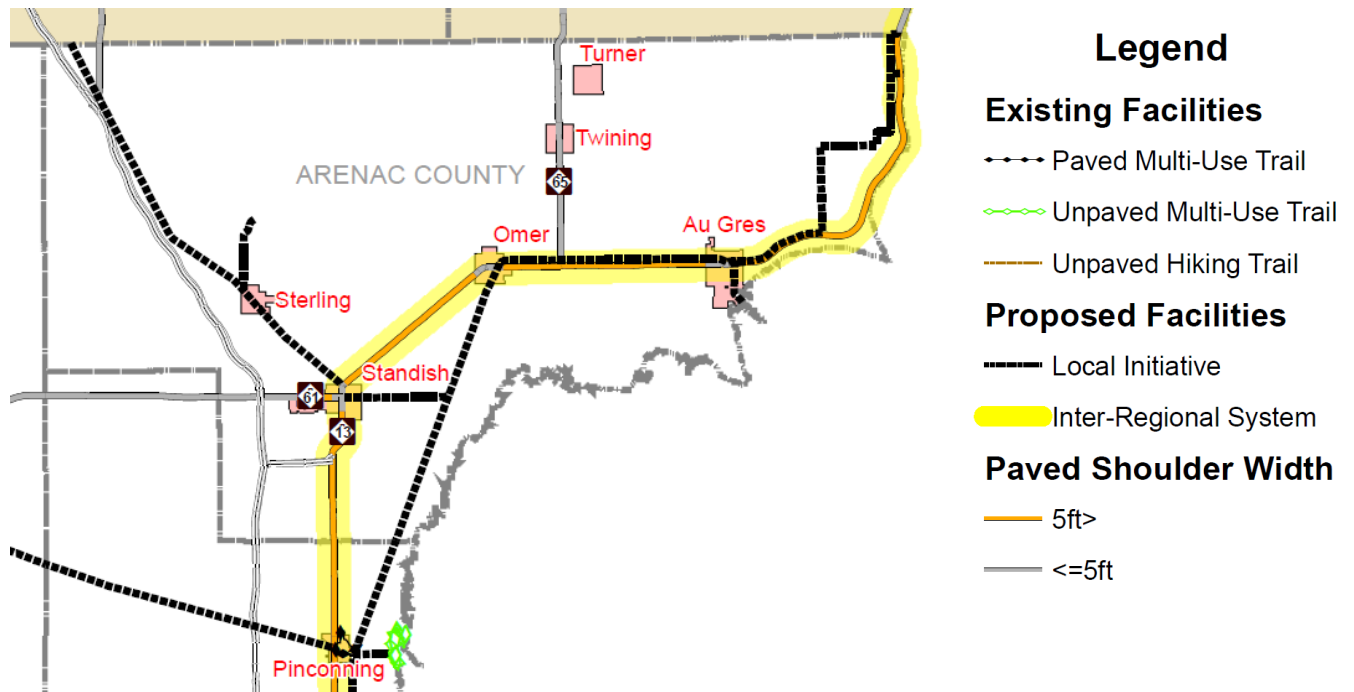 Turner
Twining
ARENAC COUNTY
65
Omer
Au Gres
Sterling
Standish
61
13
Pinconning
Legend
Existing Facilities
Paved Multi-Use Trail
Unpaved Multi-Use Trail
Unpaved Hiking Trail
Proposed Facilities
Local Initiative
Inter-Regional System
Paved Shoulder Width
5ft>
<=5ft